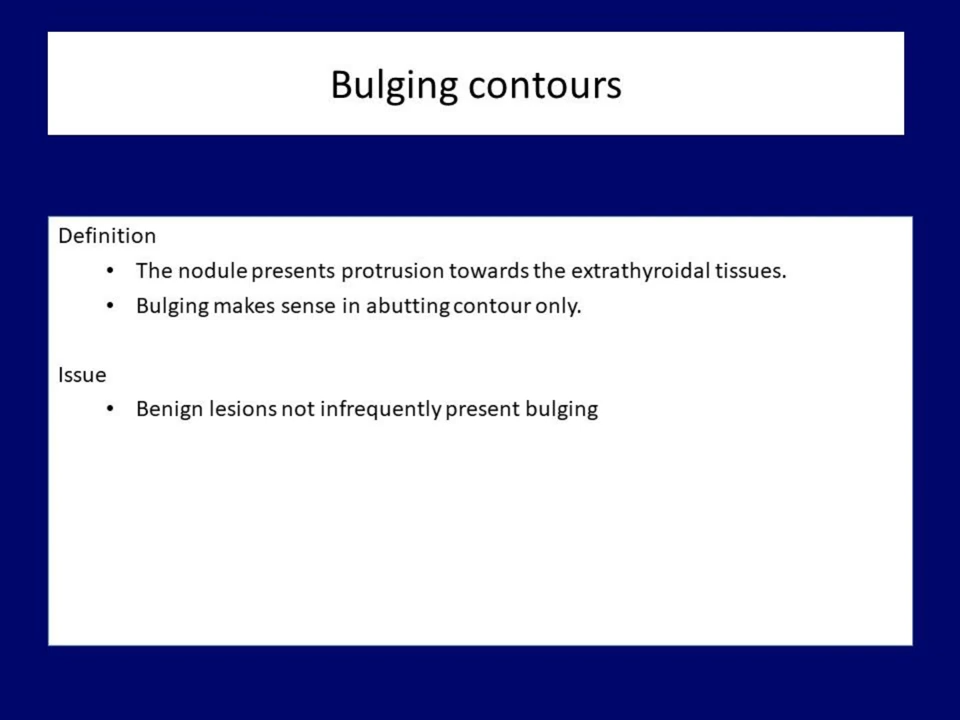 Bulging contours
Definition
• The nodule presents protrusion towards the extrathyroidal tissues.
• Bulging makes sense in abutting contour only.
Issue
• Benign lesions not infrequently present bulging